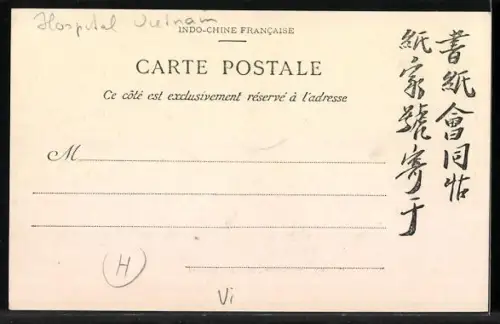 Hospital Vietnam
INDO-CHINE FRANÇAISE
CARTE POSTALE
Ce côté est exclusivement réservé à l'adresse
M
書紙會同帖
紙家號寄于
H
Vi